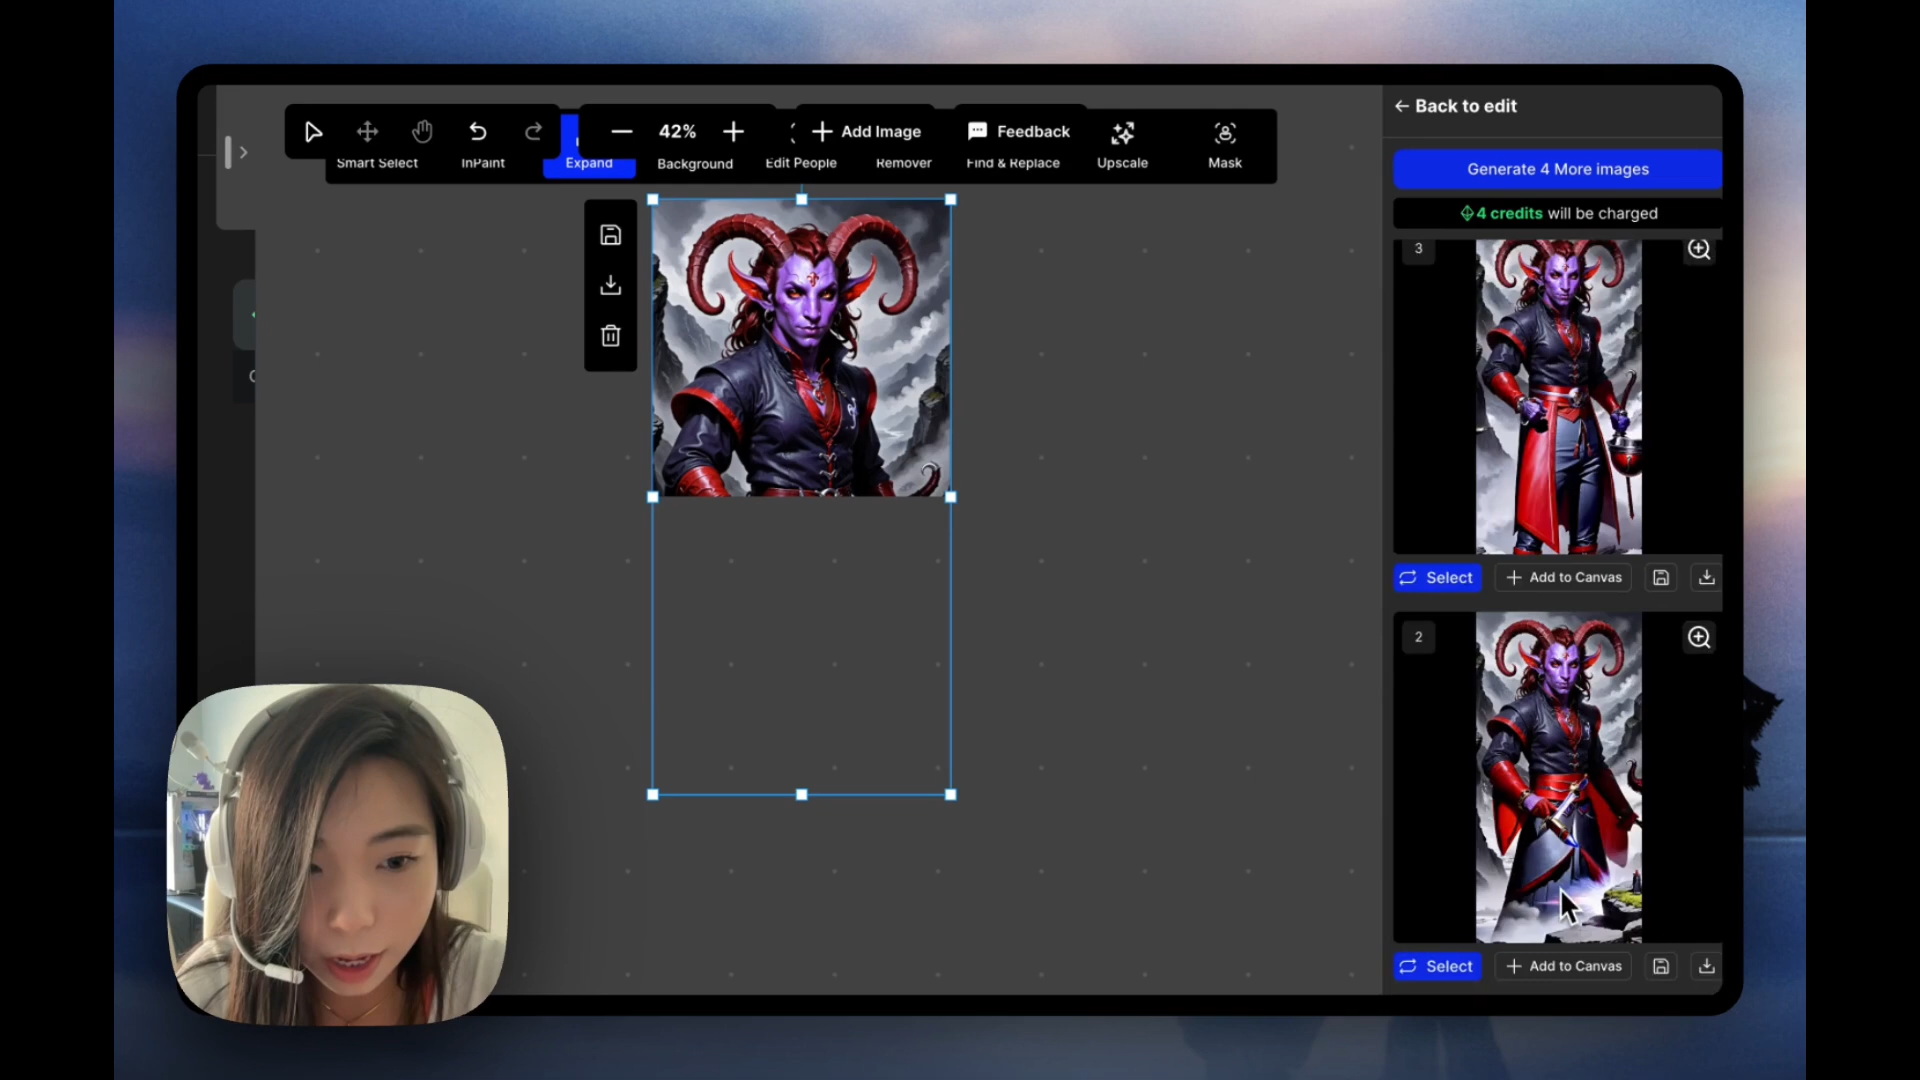 Back to edit
42%
Add Image
Feedback
Smart Select
InPaint
Expand
Background
Edit People
Remover
Find & Replace
Upscale
Mask
Generate 4 More images
4 credits will be charged
3
Select
Add to Canvas
2
Select
Add to Canvas